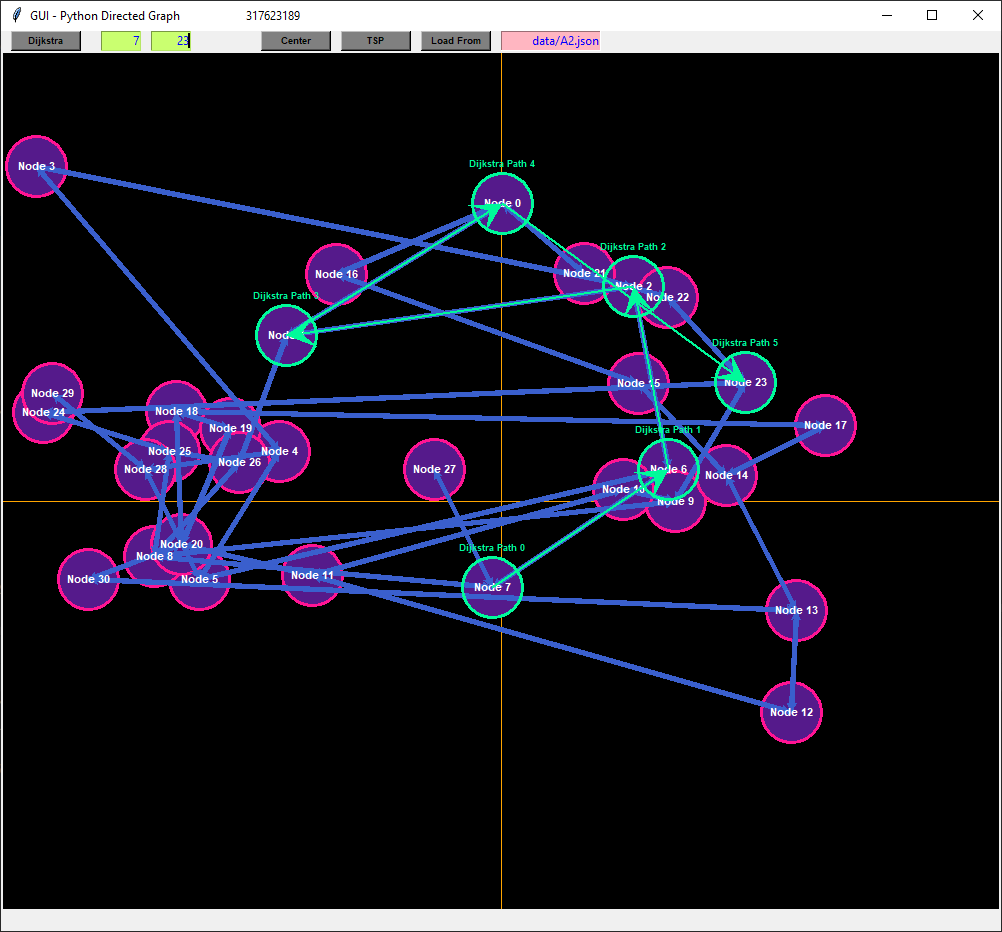 GUI - Python Directed Graph 317623189
Dijkstra 7 23 Center TSP Load From data/A2.json
Node 3
Dijkstra Path 4
Node 0
Dijkstra Path 2
Node 16
Node 21
Node 2
Node 22
Dijkstra Path 3
Dijkstra Path 5
Node 15
Node 23
Node 29
Node 24
Node 18
Node 19
Dijkstra Path 1
Node 17
Node 25
Node 4
Node 28
Node 26
Node 27
Node 6
Node 14
Node 10
Node 9
Node 20
Dijkstra Path 0
Node 8
Node 30
Node 5
Node 11
Node 7
Node 13
Node 12